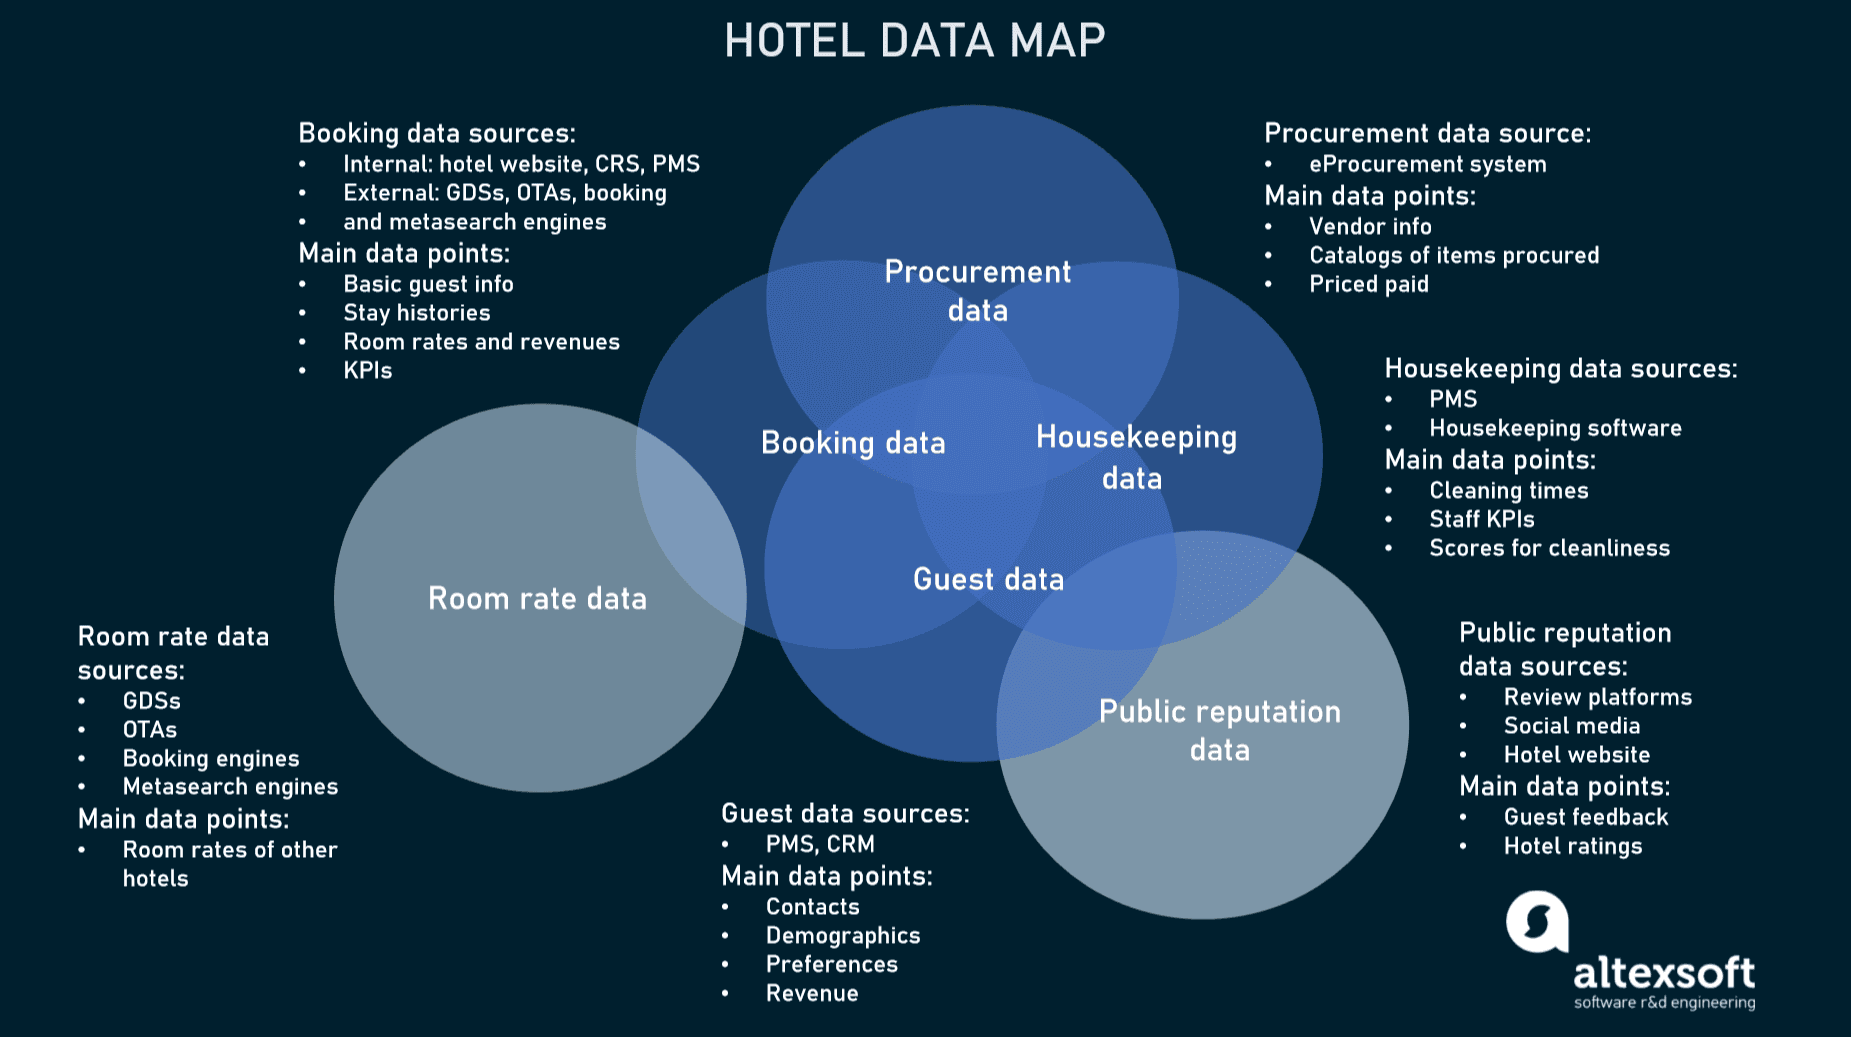 HOTEL DATA MAP
Booking data sources:
• Internal: hotel website, CRS, PMS
• External: GDSs, OTAs, booking
• and metasearch engines
Main data points:
• Basic guest info
• Stay histories
• Room rates and revenues
• KPIs
Procurement data source:
• eProcurement system
Main data points:
• Vendor info
• Catalogs of items procured
• Priced paid
Procurement
data
Booking data
Housekeeping
data
Guest data
Room rate data
Public reputation
data
Housekeeping data sources:
• PMS
• Housekeeping software
Main data points:
• Cleaning times
• Staff KPIs
• Scores for cleanliness
Room rate data
sources:
• GDSs
• OTAs
• Booking engines
• Metasearch engines
Main data points:
• Room rates of other
hotels
Guest data sources:
• PMS, CRM
Main data points:
• Contacts
• Demographics
• Preferences
• Revenue
Public reputation
data sources:
• Review platforms
• Social media
• Hotel website
Main data points:
• Guest feedback
• Hotel ratings
altexsoft
software r&d engineering